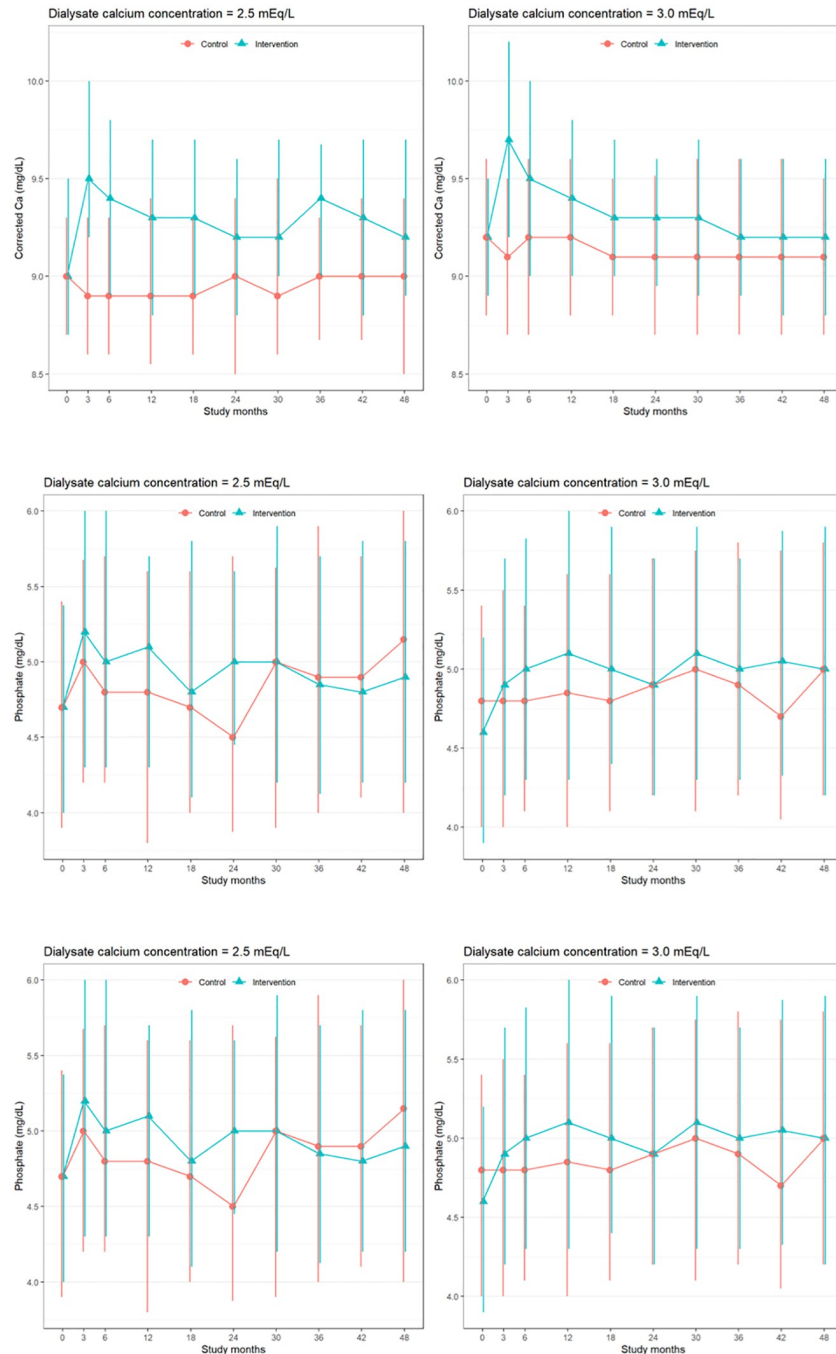 Dialysate calcium concentration = 2.5 mEq/L
Control Intervention
Corrected Ca (mg/dL)
10.0
9.5
9.0
8.5
0 3 6 12 18 24 30 36 42 48
Study months
Dialysate calcium concentration = 3.0 mEq/L
Control Intervention
Corrected Ca (mg/dL)
10.0
9.5
9.0
8.5
0 3 6 12 18 24 30 36 42 48
Study months
Dialysate calcium concentration = 2.5 mEq/L
Control Intervention
Phosphate (mg/dL)
6.0
5.5
5.0
4.5
4.0
0 3 6 12 18 24 30 36 42 48
Study months
Dialysate calcium concentration = 3.0 mEq/L
Control Intervention
Phosphate (mg/dL)
6.0
5.5
5.0
4.5
4.0
0 3 6 12 18 24 30 36 42 48
Study months
Dialysate calcium concentration = 2.5 mEq/L
Control Intervention
Phosphate (mg/dL)
6.0
5.5
5.0
4.5
4.0
0 3 6 12 18 24 30 36 42 48
Study months
Dialysate calcium concentration = 3.0 mEq/L
Control Intervention
Phosphate (mg/dL)
6.0
5.5
5.0
4.5
4.0
0 3 6 12 18 24 30 36 42 48
Study months